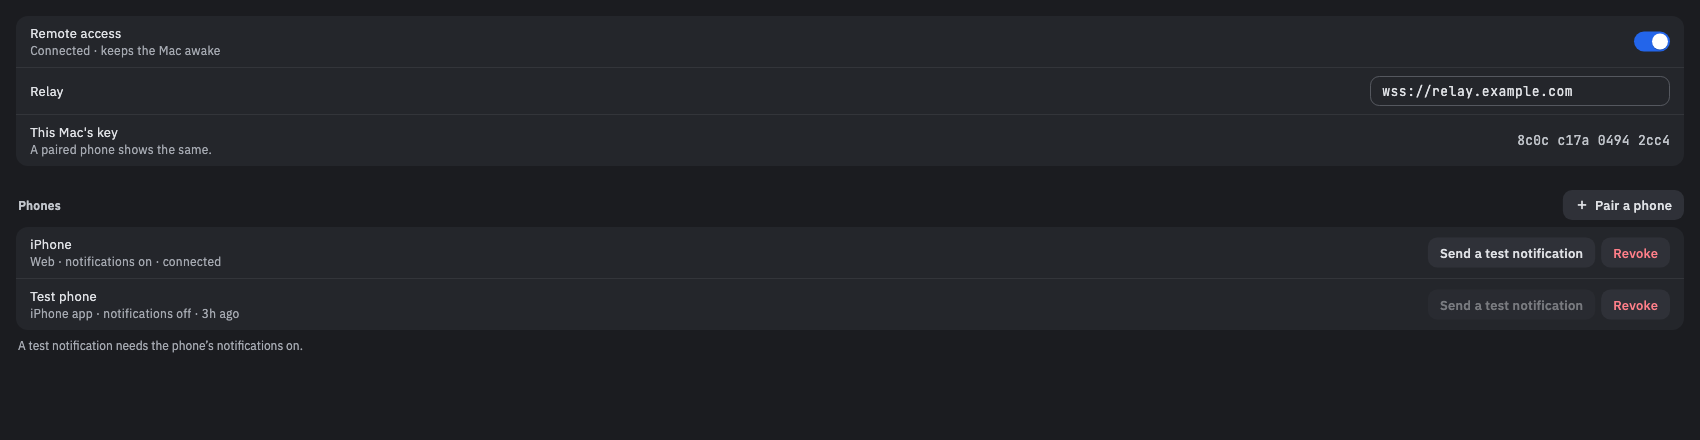 Remote access
Connected · keeps the Mac awake
Relay
wss://relay.example.com
This Mac's key
A paired phone shows the same.
8c0c c17a 0494 2cc4
Phones
+ Pair a phone
iPhone
Web · notifications on · connected
Send a test notification
Revoke
Test phone
iPhone app · notifications off · 3h ago
Send a test notification
Revoke
A test notification needs the phone’s notifications on.